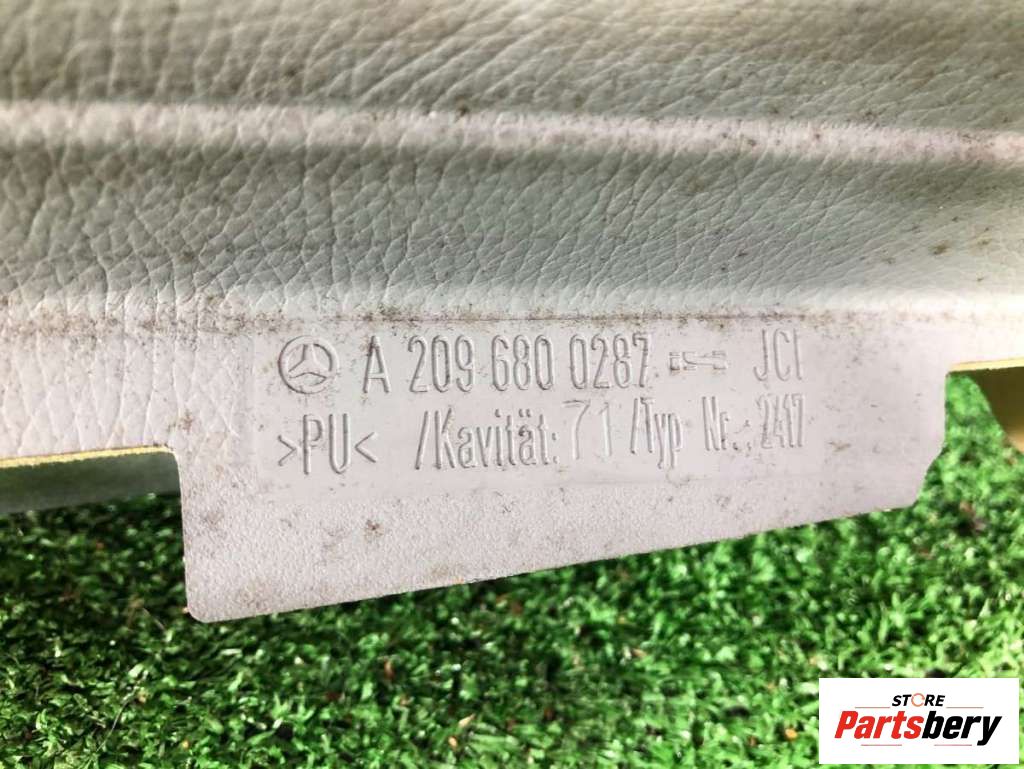 A 209 680 0287 JCI
>PU< /Kavität: 71 /Typ Nr.: 2417
STORE
Partsbery